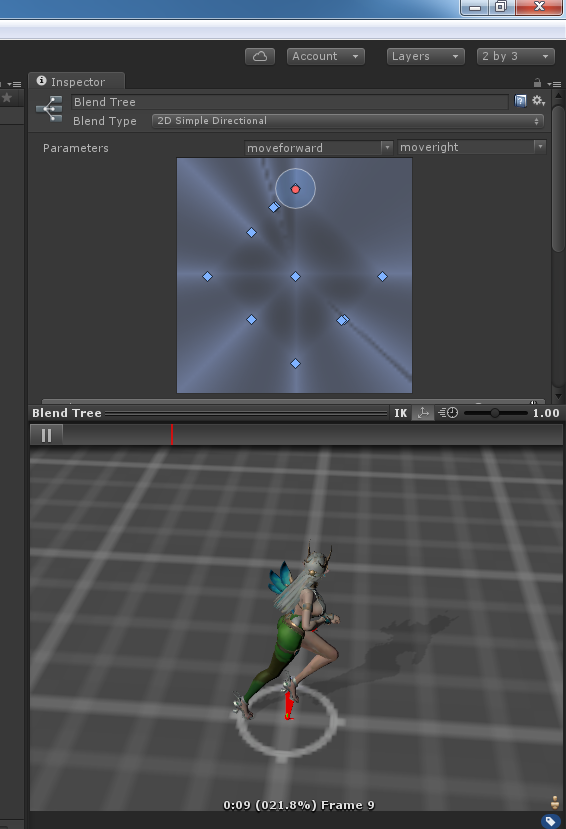 Account Layers 2 by 3
Inspector
Blend Tree
Blend Type 2D Simple Directional
Parameters moveforward moveright
Blend Tree IK 1.00
0:09 (021.8%) Frame 9